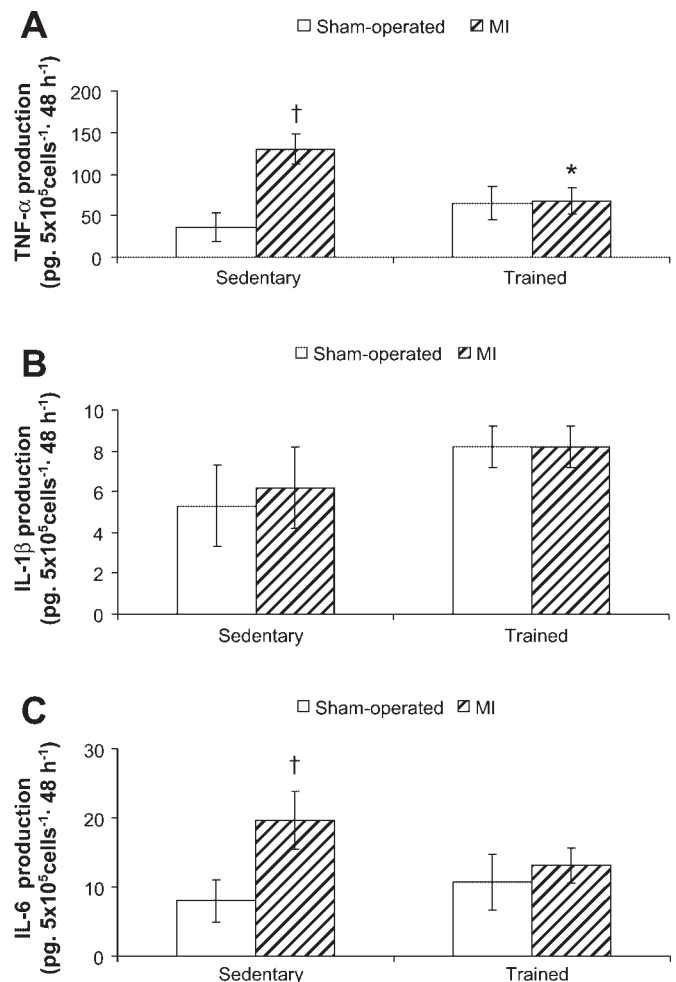 A
Sham-operated MI
TNF-α production
(pg. 5x10⁵cells⁻¹· 48 h⁻¹)
200
150
100
50
0
†
*
Sedentary Trained
B
Sham-operated MI
IL-1β production
(pg. 5x10⁵cells⁻¹· 48 h⁻¹)
10
8
6
4
2
0
Sedentary Trained
C
Sham-operated MI
IL-6 production
(pg. 5x10⁵cells⁻¹· 48 h⁻¹)
30
20
10
0
†
Sedentary Trained